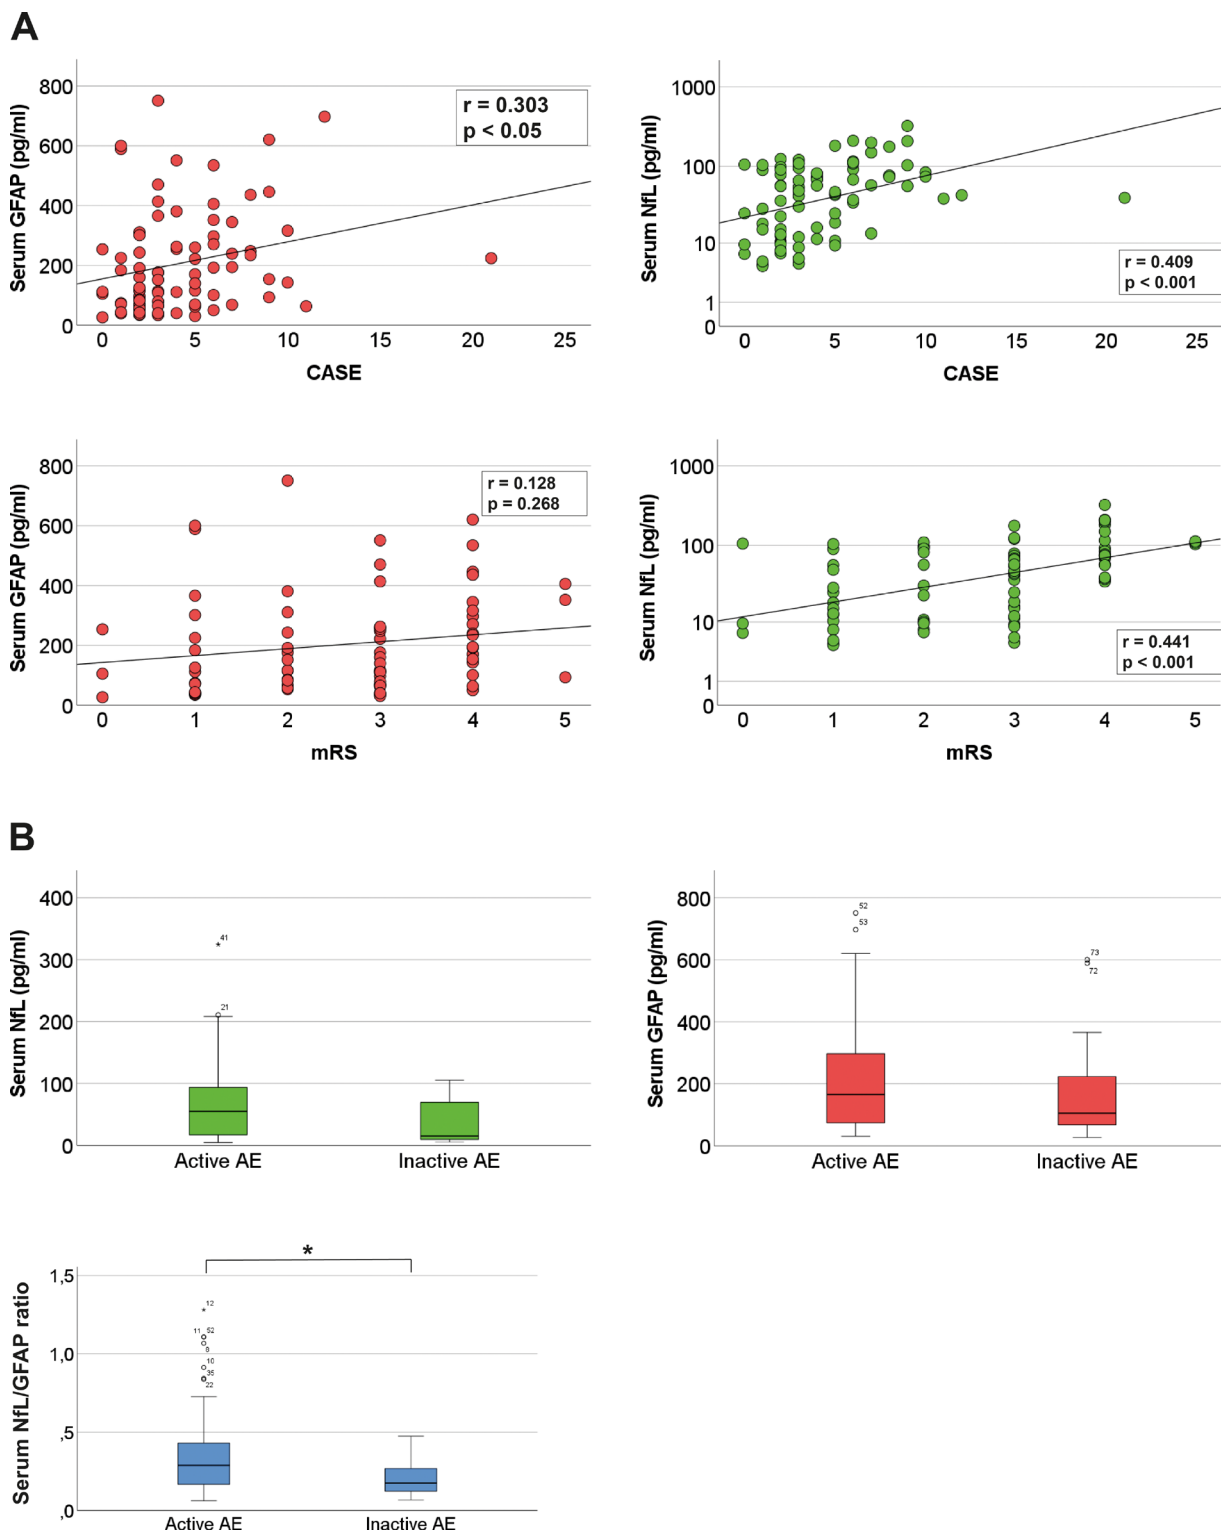 A
Serum GFAP (pg/ml)
800
600
400
200
0
r = 0.303
p < 0.05
0 5 10 15 20 25
CASE
Serum NfL (pg/ml)
1000
100
10
1
0
r = 0.409
p < 0.001
0 5 10 15 20 25
CASE
Serum GFAP (pg/ml)
800
600
400
200
0
r = 0.128
p = 0.268
0 1 2 3 4 5
mRS
Serum NfL (pg/ml)
1000
100
10
1
0
r = 0.441
p < 0.001
0 1 2 3 4 5
mRS
B
Serum NfL (pg/ml)
400
300
200
100
0
41
21
Active AE Inactive AE
Serum GFAP (pg/ml)
800
600
400
200
0
52
53
73
72
Active AE Inactive AE
Serum NfL/GFAP ratio
1,5
1,0
,5
,0
*
12
11 52
10
35
22
Active AE Inactive AE